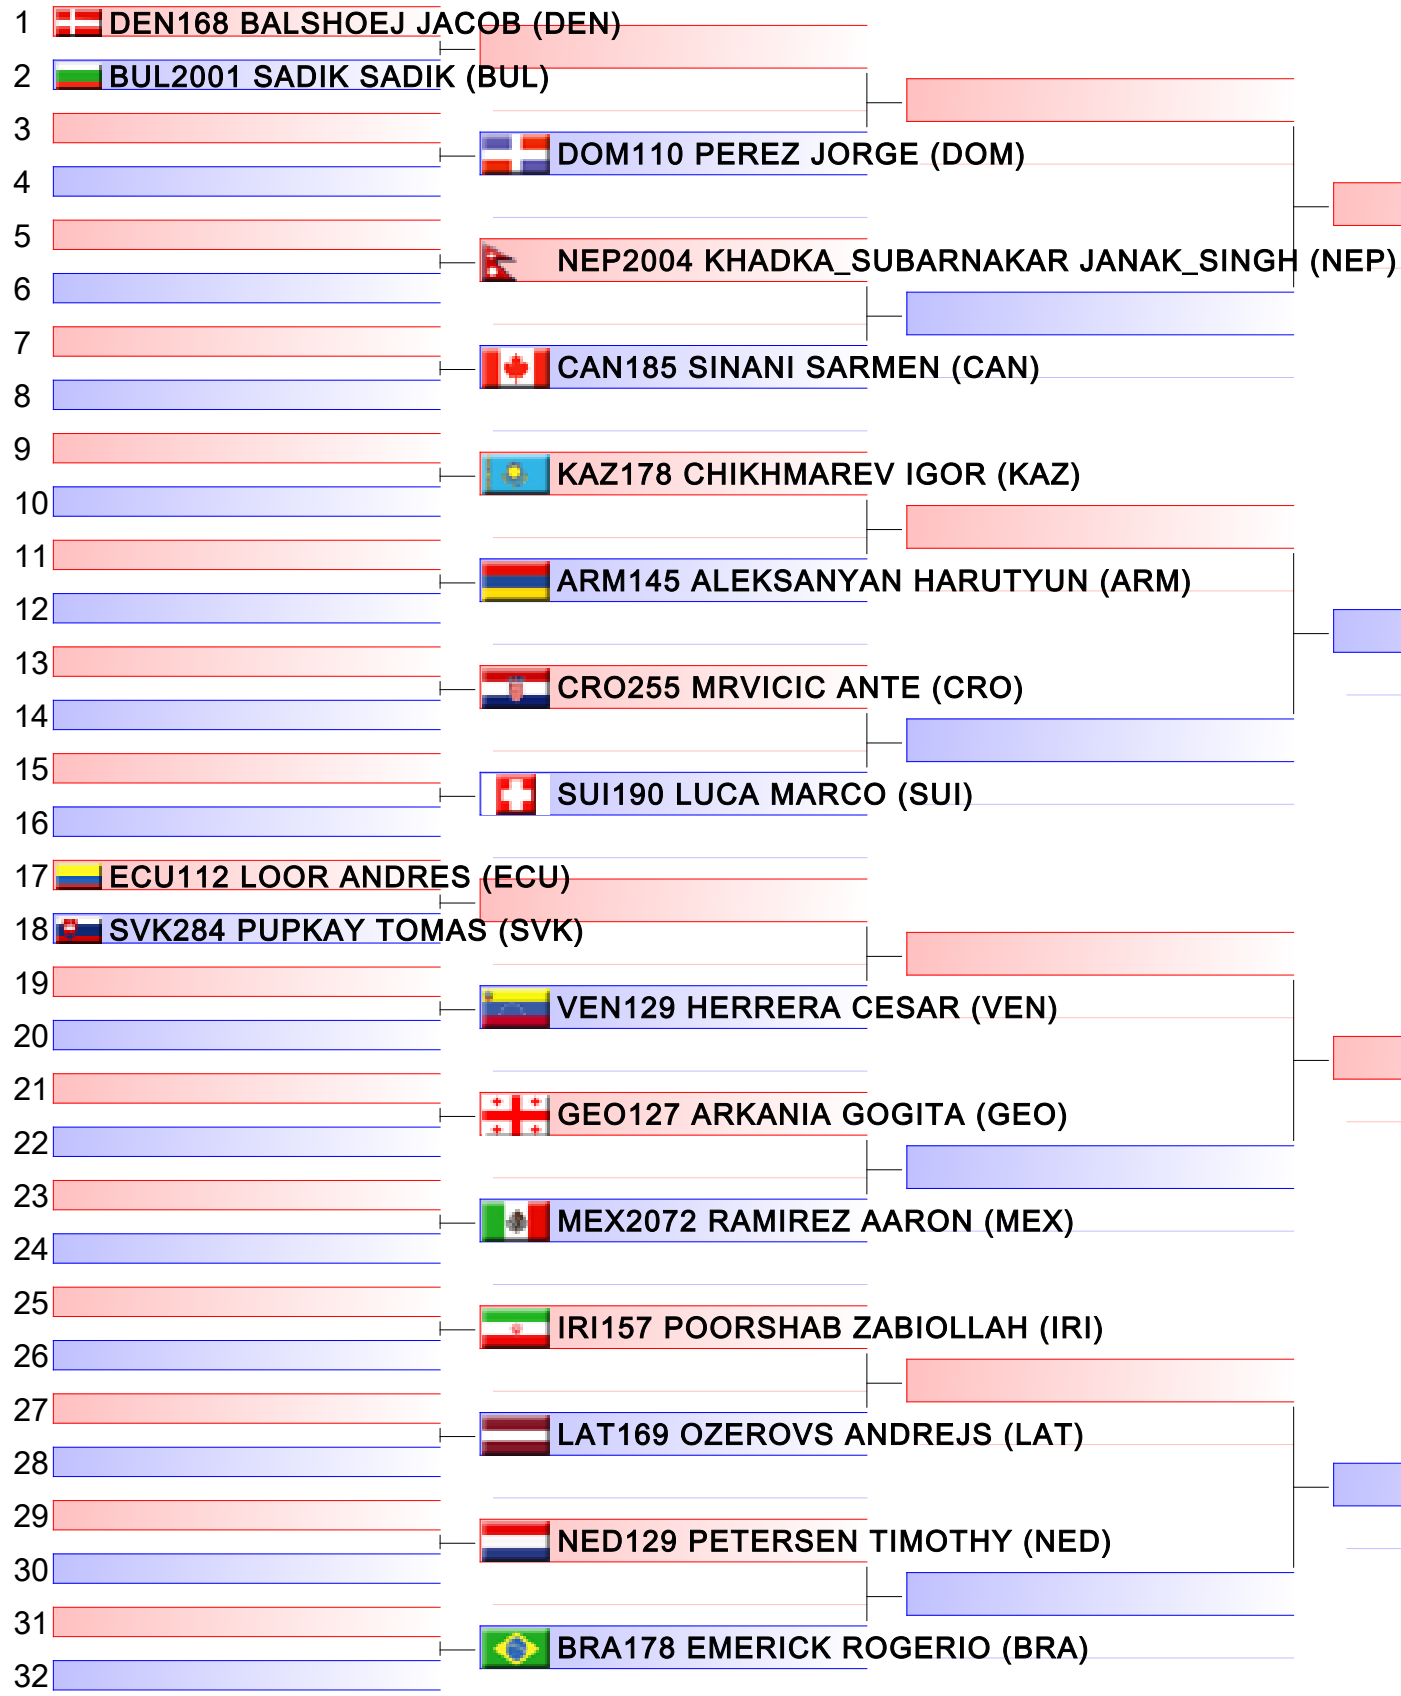 1 DEN168 BALSHOEJ JACOB (DEN)
2 BUL2001 SADIK SADIK (BUL)
3
DOM110 PEREZ JORGE (DOM)
4
5
NEP2004 KHADKA_SUBARNAKAR JANAK_SINGH (NEP)
6
7
CAN185 SINANI SARMEN (CAN)
8
9
KAZ178 CHIKHMAREV IGOR (KAZ)
10
11
ARM145 ALEKSANYAN HARUTYUN (ARM)
12
13
CRO255 MRVICIC ANTE (CRO)
14
15
SUI190 LUCA MARCO (SUI)
16
17 ECU112 LOOR ANDRES (ECU)
18 SVK284 PUPKAY TOMAS (SVK)
19
VEN129 HERRERA CESAR (VEN)
20
21
GEO127 ARKANIA GOGITA (GEO)
22
23
MEX2072 RAMIREZ AARON (MEX)
24
25
IRI157 POORSHAB ZABIOLLAH (IRI)
26
27
LAT169 OZEROVS ANDREJS (LAT)
28
29
NED129 PETERSEN TIMOTHY (NED)
30
31
BRA178 EMERICK ROGERIO (BRA)
32